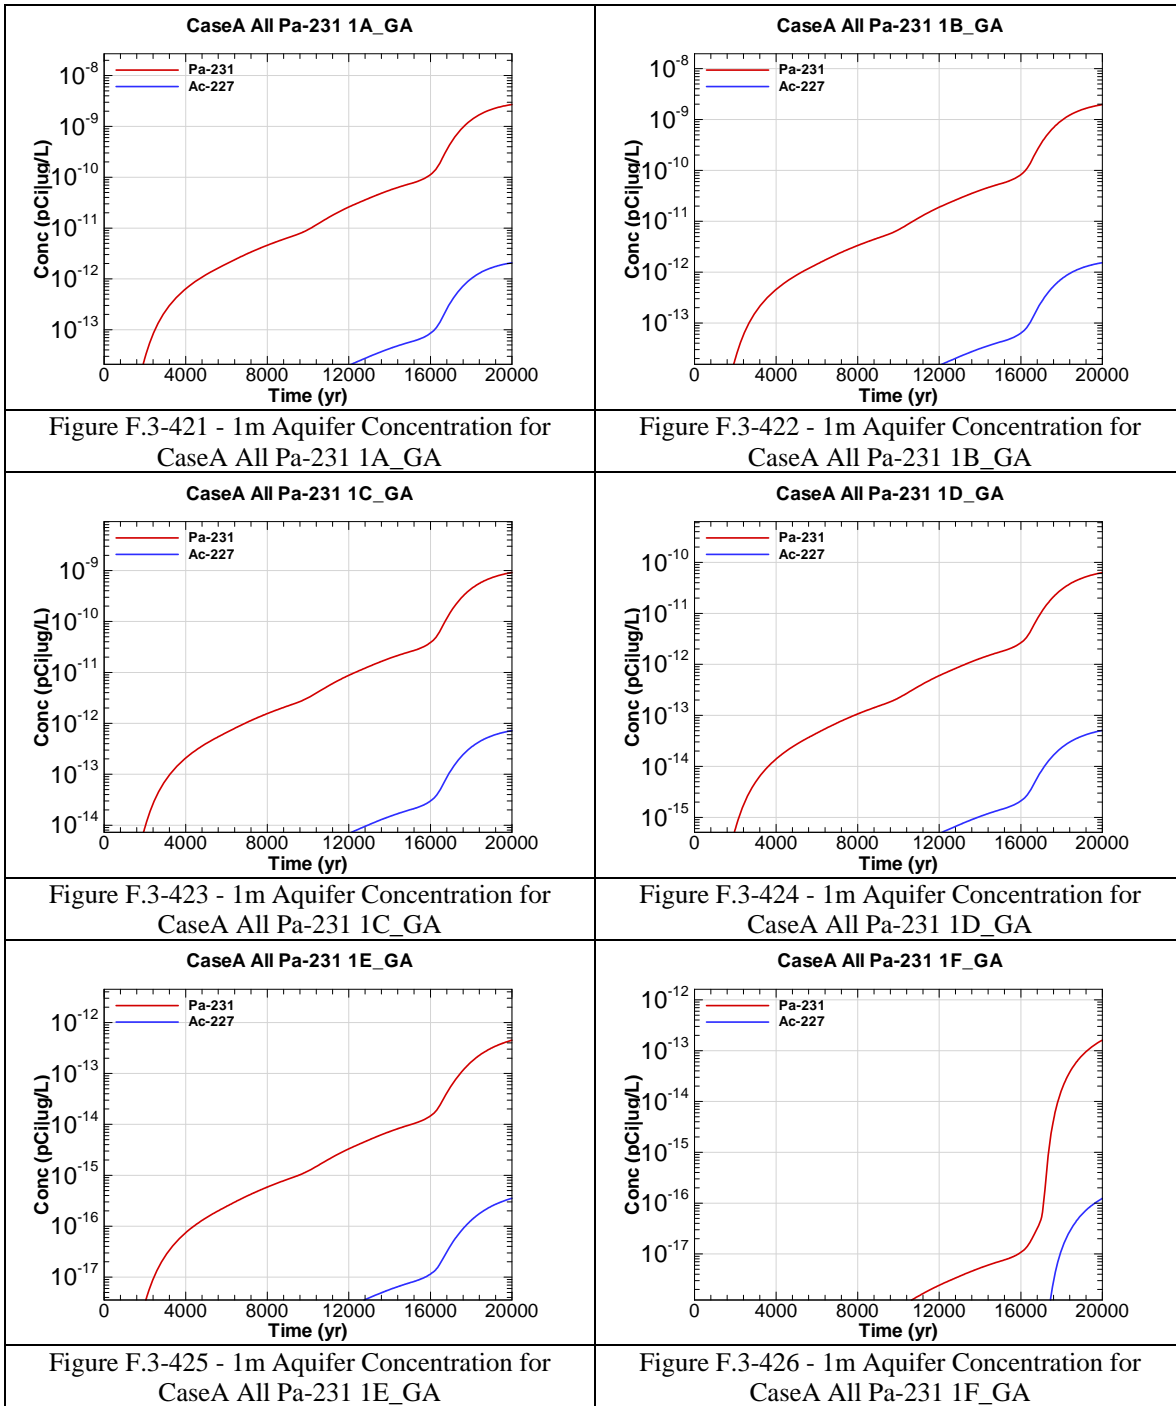 CaseA All Pa-231 1A_GA
Pa-231
Ac-227
10-8
10-9
10-10
10-11
10-12
10-13
Conc (pCi|ug/L)
0 4000 8000 12000 16000 20000
Time (yr)
Figure F.3-421 - 1m Aquifer Concentration for
CaseA All Pa-231 1A_GA
CaseA All Pa-231 1B_GA
Pa-231
Ac-227
10-8
10-9
10-10
10-11
10-12
10-13
Conc (pCi|ug/L)
0 4000 8000 12000 16000 20000
Time (yr)
Figure F.3-422 - 1m Aquifer Concentration for
CaseA All Pa-231 1B_GA
CaseA All Pa-231 1C_GA
Pa-231
Ac-227
10-9
10-10
10-11
10-12
10-13
10-14
Conc (pCi|ug/L)
0 4000 8000 12000 16000 20000
Time (yr)
Figure F.3-423 - 1m Aquifer Concentration for
CaseA All Pa-231 1C_GA
CaseA All Pa-231 1D_GA
Pa-231
Ac-227
10-10
10-11
10-12
10-13
10-14
10-15
Conc (pCi|ug/L)
0 4000 8000 12000 16000 20000
Time (yr)
Figure F.3-424 - 1m Aquifer Concentration for
CaseA All Pa-231 1D_GA
CaseA All Pa-231 1E_GA
Pa-231
Ac-227
10-12
10-13
10-14
10-15
10-16
10-17
Conc (pCi|ug/L)
0 4000 8000 12000 16000 20000
Time (yr)
Figure F.3-425 - 1m Aquifer Concentration for
CaseA All Pa-231 1E_GA
CaseA All Pa-231 1F_GA
Pa-231
Ac-227
10-12
10-13
10-14
10-15
10-16
10-17
Conc (pCi|ug/L)
0 4000 8000 12000 16000 20000
Time (yr)
Figure F.3-426 - 1m Aquifer Concentration for
CaseA All Pa-231 1F_GA